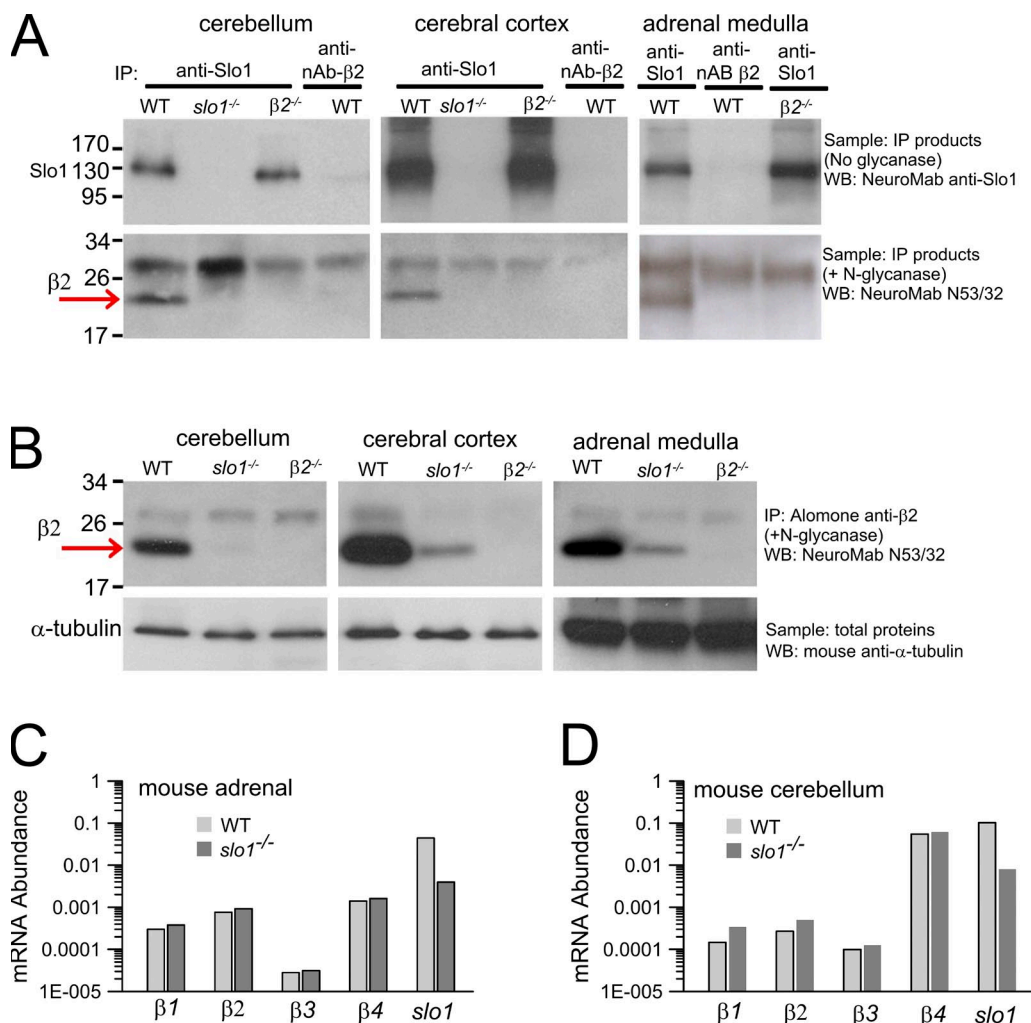 A
cerebellum
cerebral cortex
adrenal medulla
IP:
anti-Slo1
anti-
nAb-β2
anti-Slo1
anti-
nAb-β2
anti-
Slo1
anti-
nAB β2
anti-
Slo1
WT
slo1-/-
β2-/-
WT
WT
slo1-/-
β2-/-
WT
WT
WT
β2-/-
170
Slo1 130
95
Sample: IP products
(No glycanase)
WB: NeuroMab anti-Slo1
34
26
β2
17
Sample: IP products
(+ N-glycanase)
WB: NeuroMab N53/32
B
cerebellum
cerebral cortex
adrenal medulla
WT
slo1-/-
β2-/-
WT
slo1-/-
β2-/-
WT
slo1-/-
β2-/-
34
26
β2
17
IP: Alomone anti-β2
(+N-glycanase)
WB: NeuroMab N53/32
α-tubulin
Sample: total proteins
WB: mouse anti-α-tubulin
C
mRNA Abundance
1
0.1
0.01
0.001
0.0001
1E-005
mouse adrenal
WT
slo1-/-
β1
β2
β3
β4
slo1
D
mRNA Abundance
1
0.1
0.01
0.001
0.0001
1E-005
mouse cerebellum
WT
slo1-/-
β1
β2
β3
β4
slo1